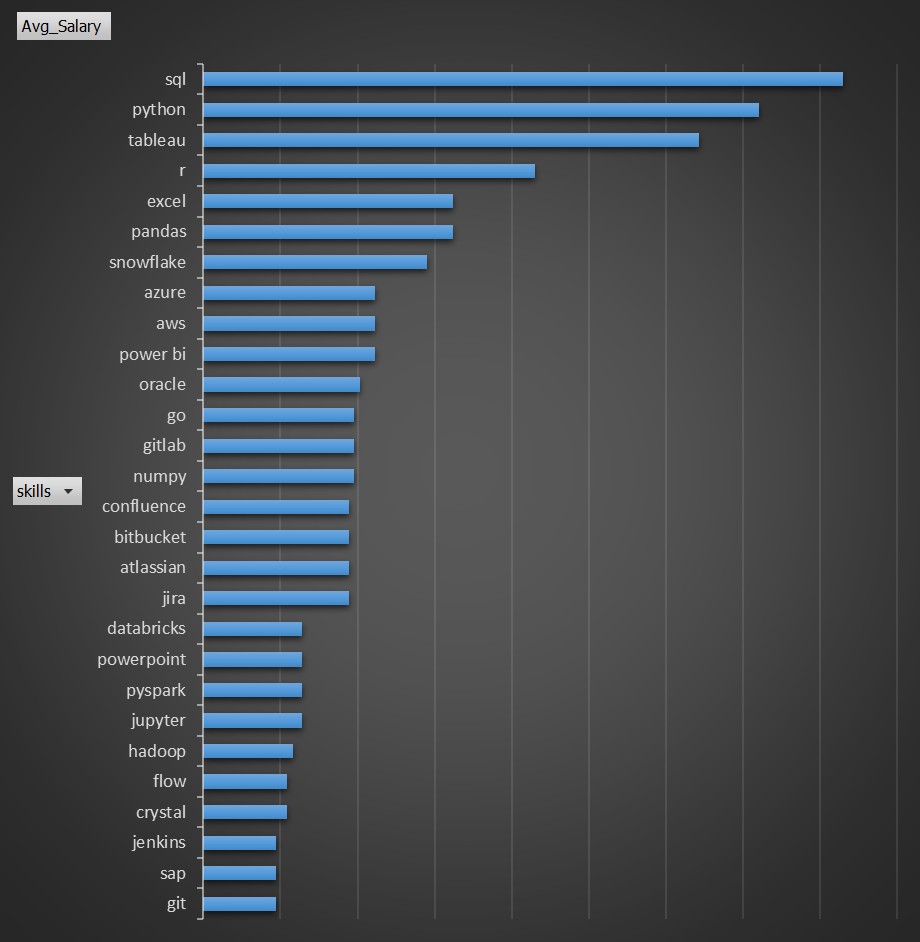 Avg_Salary
sql
python
tableau
r
excel
pandas
snowflake
azure
aws
power bi
oracle
go
gitlab
numpy
skills
confluence
bitbucket
atlassian
jira
databricks
powerpoint
pyspark
jupyter
hadoop
flow
crystal
jenkins
sap
git